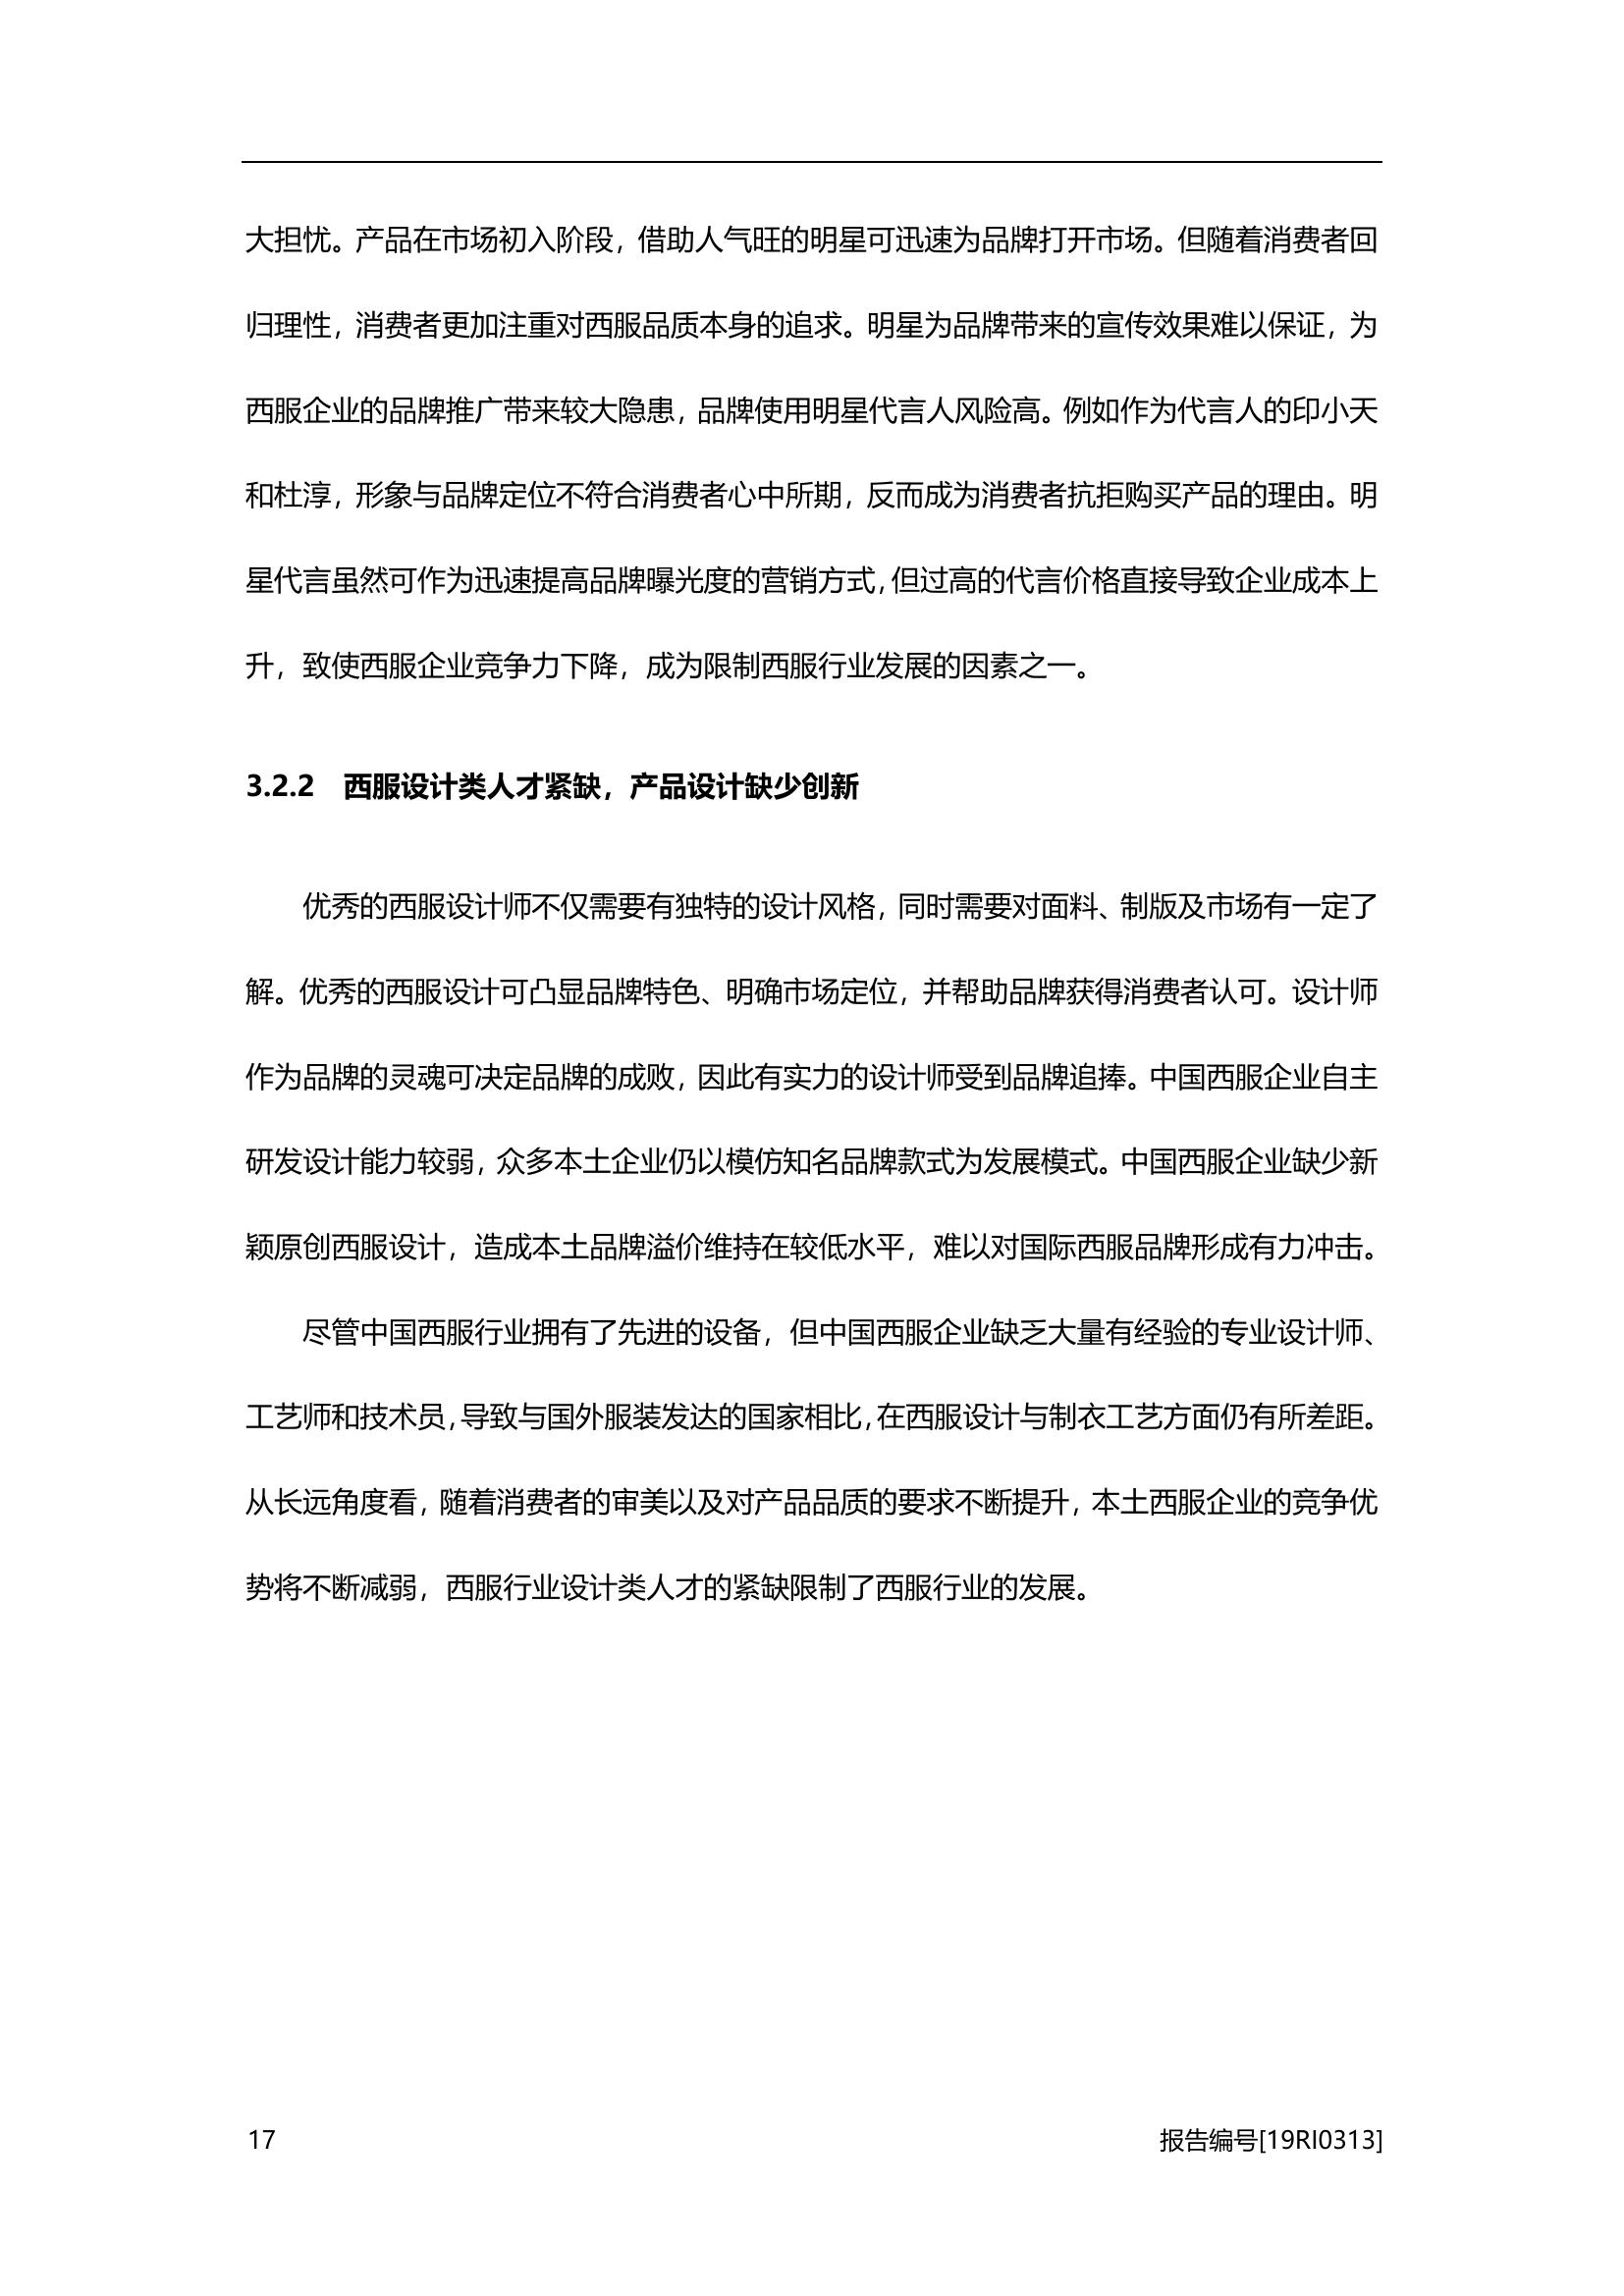 大担忧。产品在市场初入阶段，借助人气旺的明星可迅速为品牌打开市场。但随着消费者回
归理性，消费者更加注重对西服品质本身的追求。明星为品牌带来的宣传效果难以保证，为
西服企业的品牌推广带来较大隐患，品牌使用明星代言人风险高。例如作为代言人的印小天
和杜淳，形象与品牌定位不符合消费者心中所期，反而成为消费者抗拒购买产品的理由。明
星代言虽然可作为迅速提高品牌曝光度的营销方式，但过高的代言价格直接导致企业成本上
升，致使西服企业竞争力下降，成为限制西服行业发展的因素之一。
3.2.2 西服设计类人才紧缺，产品设计缺少创新
优秀的西服设计师不仅需要有独特的设计风格，同时需要对面料、制版及市场有一定了
解。优秀的西服设计可凸显品牌特色、明确市场定位，并帮助品牌获得消费者认可。设计师
作为品牌的灵魂可决定品牌的成败，因此有实力的设计师受到品牌追捧。中国西服企业自主
研发设计能力较弱，众多本土企业仍以模仿知名品牌款式为发展模式。中国西服企业缺少新
颖原创西服设计，造成本土品牌溢价维持在较低水平，难以对国际西服品牌形成有力冲击。
尽管中国西服行业拥有了先进的设备，但中国西服企业缺乏大量有经验的专业设计师、
工艺师和技术员，导致与国外服装发达的国家相比，在西服设计与制衣工艺方面仍有所差距。
从长远角度看，随着消费者的审美以及对产品品质的要求不断提升，本土西服企业的竞争优
势将不断减弱，西服行业设计类人才的紧缺限制了西服行业的发展。
17 报告编号[19RI0313]